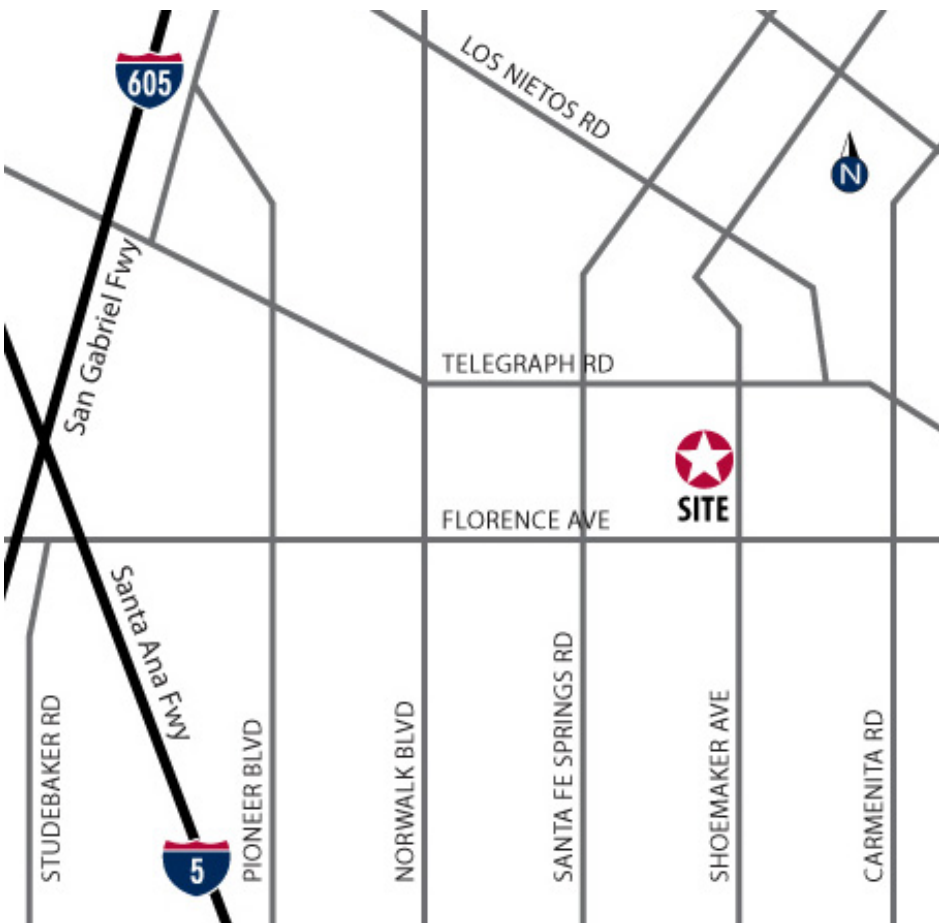 605
LOS NIETOS RD
N
San Gabriel Fwy
TELEGRAPH RD
SITE
FLORENCE AVE
Santa Ana Fwy
STUDEBAKER RD
PIONEER BLVD
NORWALK BLVD
SANTA FE SPRINGS RD
SHOEMAKER AVE
CARMENITA RD
5